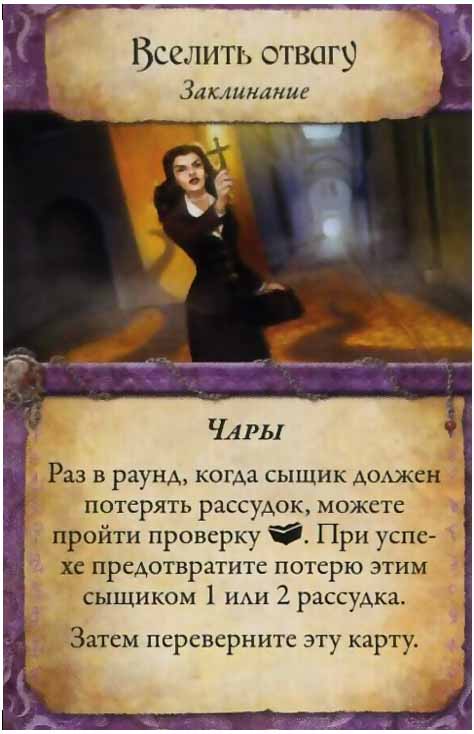 Вселить отвагу
Заклинание
Чары
Раз в раунд, когда сыщик должен
потерять рассудок, можете
пройти проверку . При успе-
хе предотвратите потерю этим
сыщиком 1 или 2 рассудка.
Затем переверните эту карту.